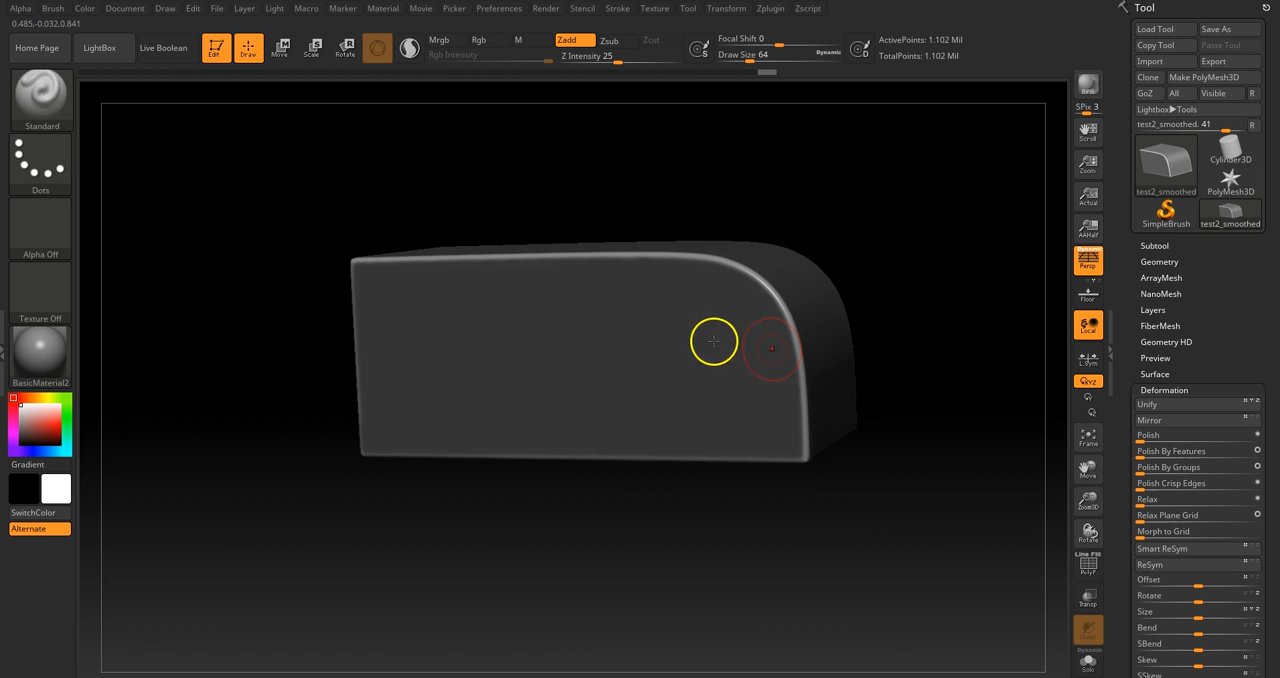 Alpha Brush Color Document Draw Edit File Layer Light Macro Marker Material Movie Picker Preferences Render Stencil Stroke Texture Tool Transform Zplugin Zscript
0.485,-0.032,0.841
Home Page LightBox Live Boolean Edit Draw Move Scale Rotate
Mrgb Rgb M Zadd Zsub Zcut
Rgb Intensity Z Intensity 25
Focal Shift 0
Draw Size 64 Dynamic
ActivePoints: 1.102 Mil
TotalPoints: 1.102 Mil
Standard
Dots
Alpha Off
Texture Off
BasicMaterial2
Gradient
SwitchColor
Alternate
BPR
SPix 3
Scroll
Zoom
Actual
AAHalf
Dynamic
Persp
Floor
Local
L.Sym
XYZ
Frame
Move
Zoom3D
Rotate
Line Fill
PolyF
Transp
Dynamic
Solo
Tool
Load Tool Save As
Copy Tool Paste Tool
Import Export
Clone Make PolyMesh3D
GoZ All Visible R
Lightbox▶Tools
test2_smoothed. 41 R
test2_smoothed Cylinder3D
PolyMesh3D
SimpleBrush test2_smoothed
Subtool
Geometry
ArrayMesh
NanoMesh
Layers
FiberMesh
Geometry HD
Preview
Surface
Deformation
Unify
Mirror
Polish
Polish By Features
Polish By Groups
Polish Crisp Edges
Relax
Relax Plane Grid
Morph to Grid
Smart ReSym
ReSym
Offset
Rotate
Size
Bend
SBend
Skew
SSkew